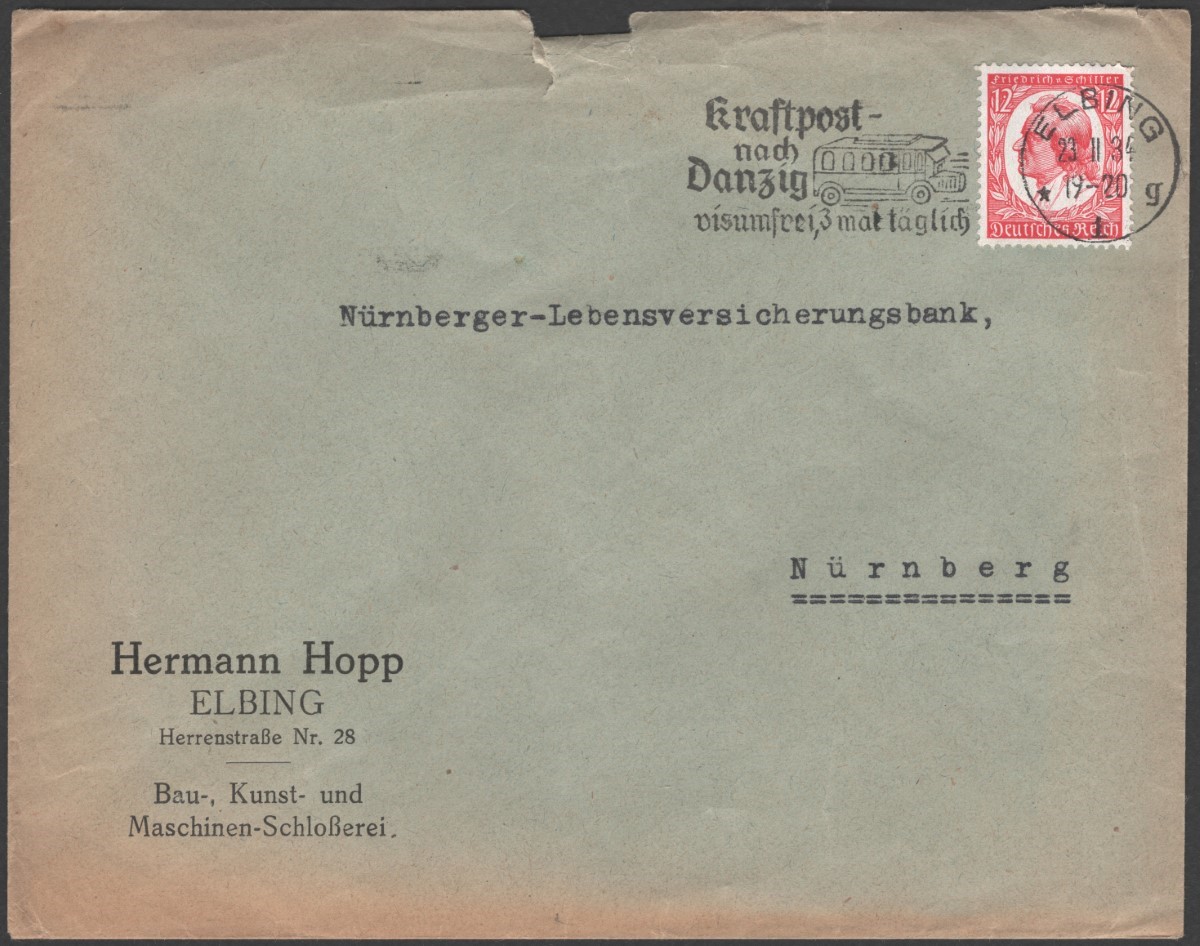 Friedrich v. Schiller
12 12
Deutsches Reich
ELBING
23 11 34
19-20
★ g
1
Kraftpost-
nach
Danzig
visumfrei, 3 mal täglich
Nürnberger-Lebensversicherungsbank,
Nürnberg
===============
Hermann Hopp
ELBING
Herrenstraße Nr. 28
Bau-, Kunst- und
Maschinen-Schloßerei.